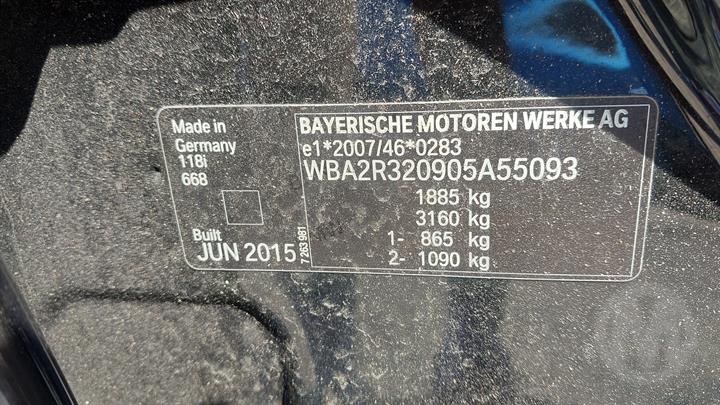 Made in
Germany
118i
668
Built
JUN 2015
7 263 961
BAYERISCHE MOTOREN WERKE AG
e1*2007/46*0283
WBA2R320905A55093
1885 kg
3160 kg
1- 865 kg
2- 1090 kg